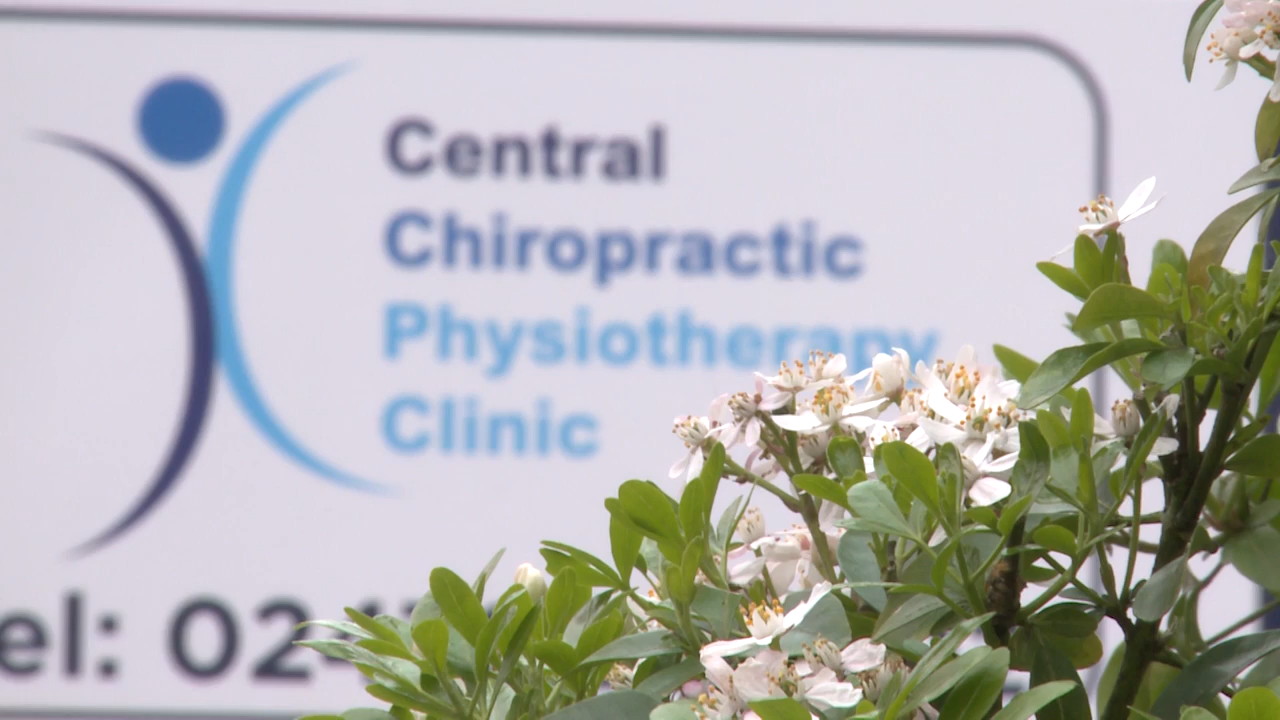 Central
Chiropractic
Physiotherapy
Clinic
el: 02